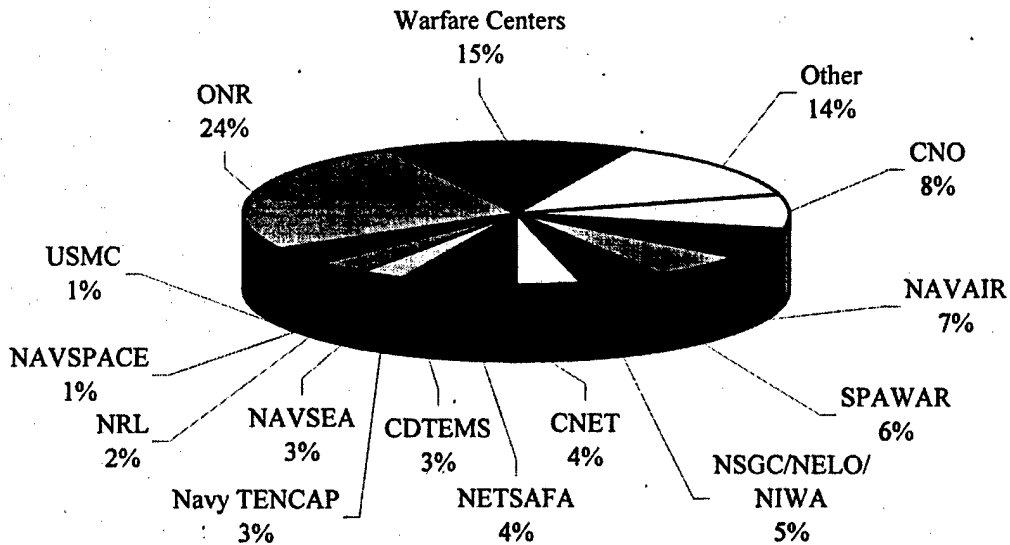 Warfare Centers
15%
Other
14%
ONR
24%
CNO
8%
USMC
1%
NAVAIR
7%
NAVSPACE
1%
SPAWAR
6%
NRL
2%
NAVSEA
3%
CDTEMS
3%
CNET
4%
NSGC/NELO/
NIWA
5%
Navy TENCAP
3%
NETSAFA
4%